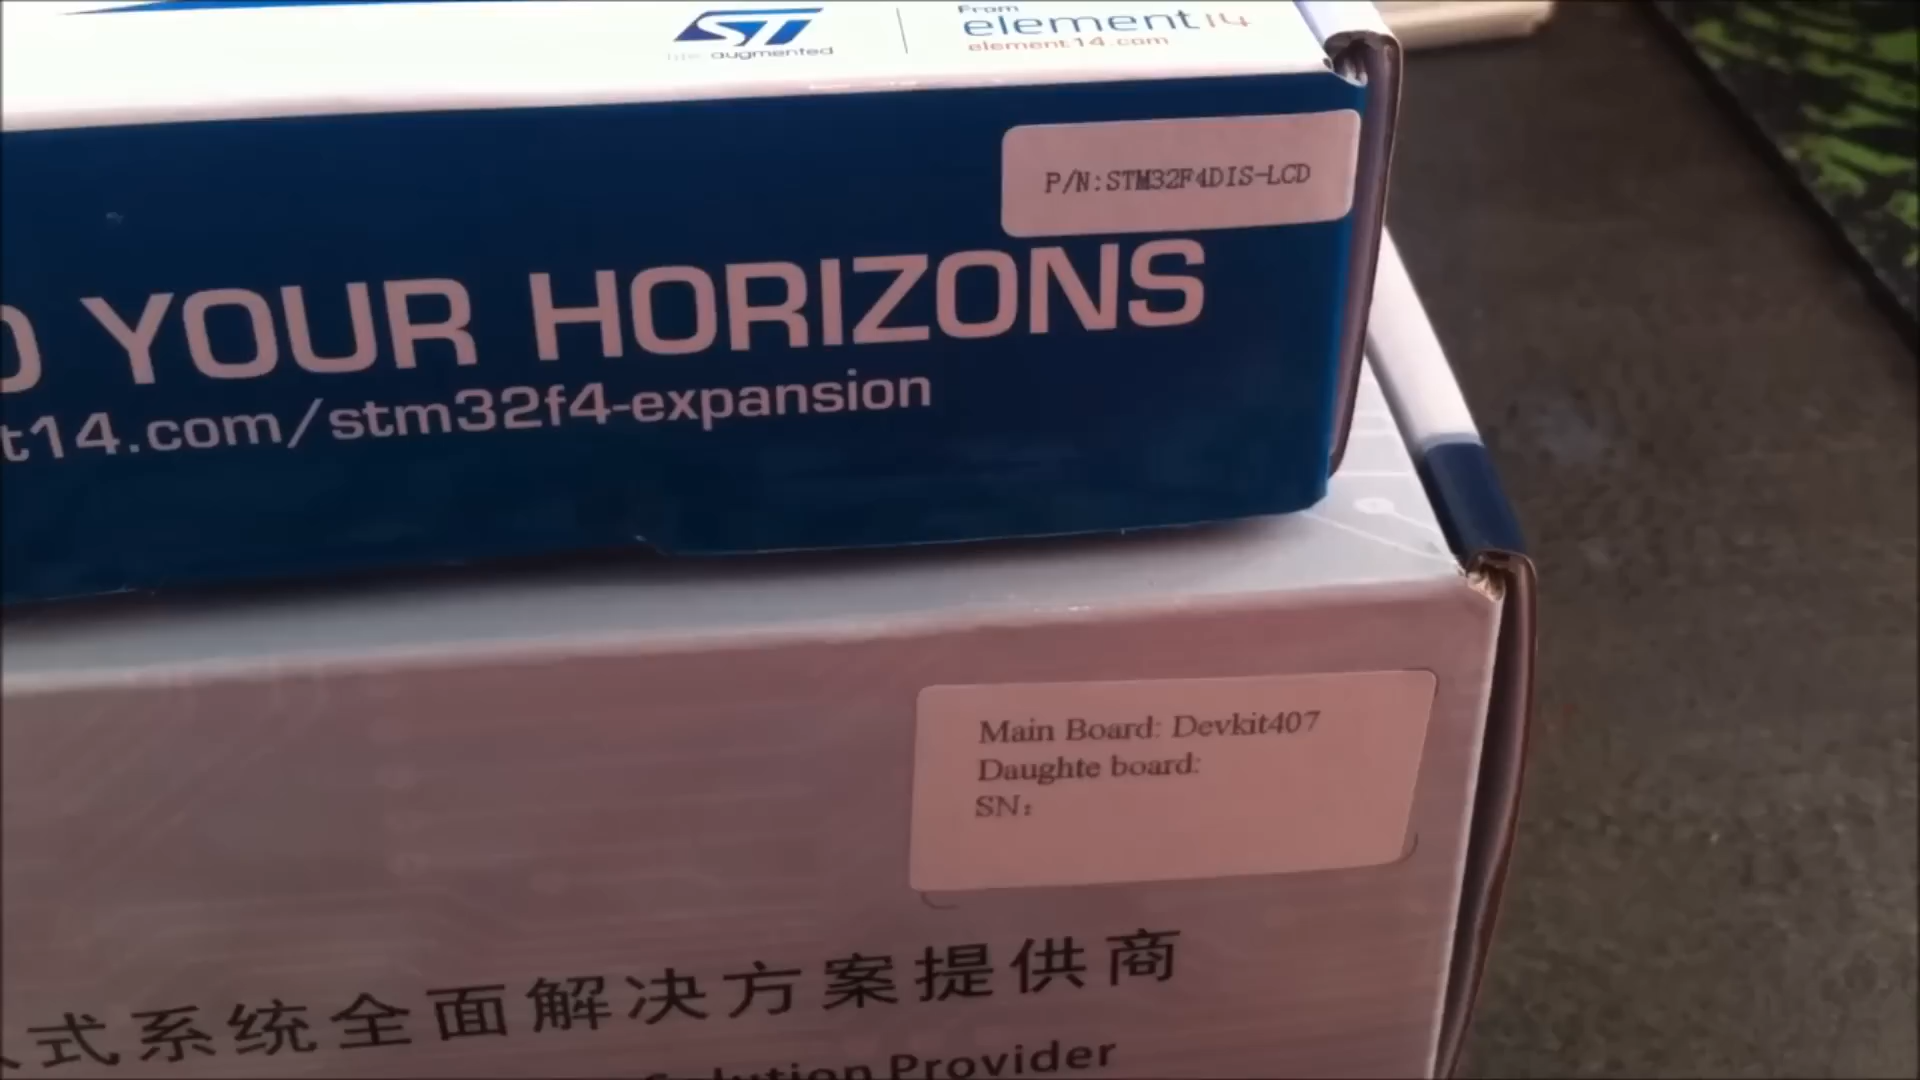 ST
life.augmented
From
element14
element14.com
P/N:STM32F4DIS-LCD
YOUR HORIZONS
t14.com/stm32f4-expansion
Main Board: Devkit407
Daughte board:
SN:
式系统全面解决方案提供商
Solution Provider